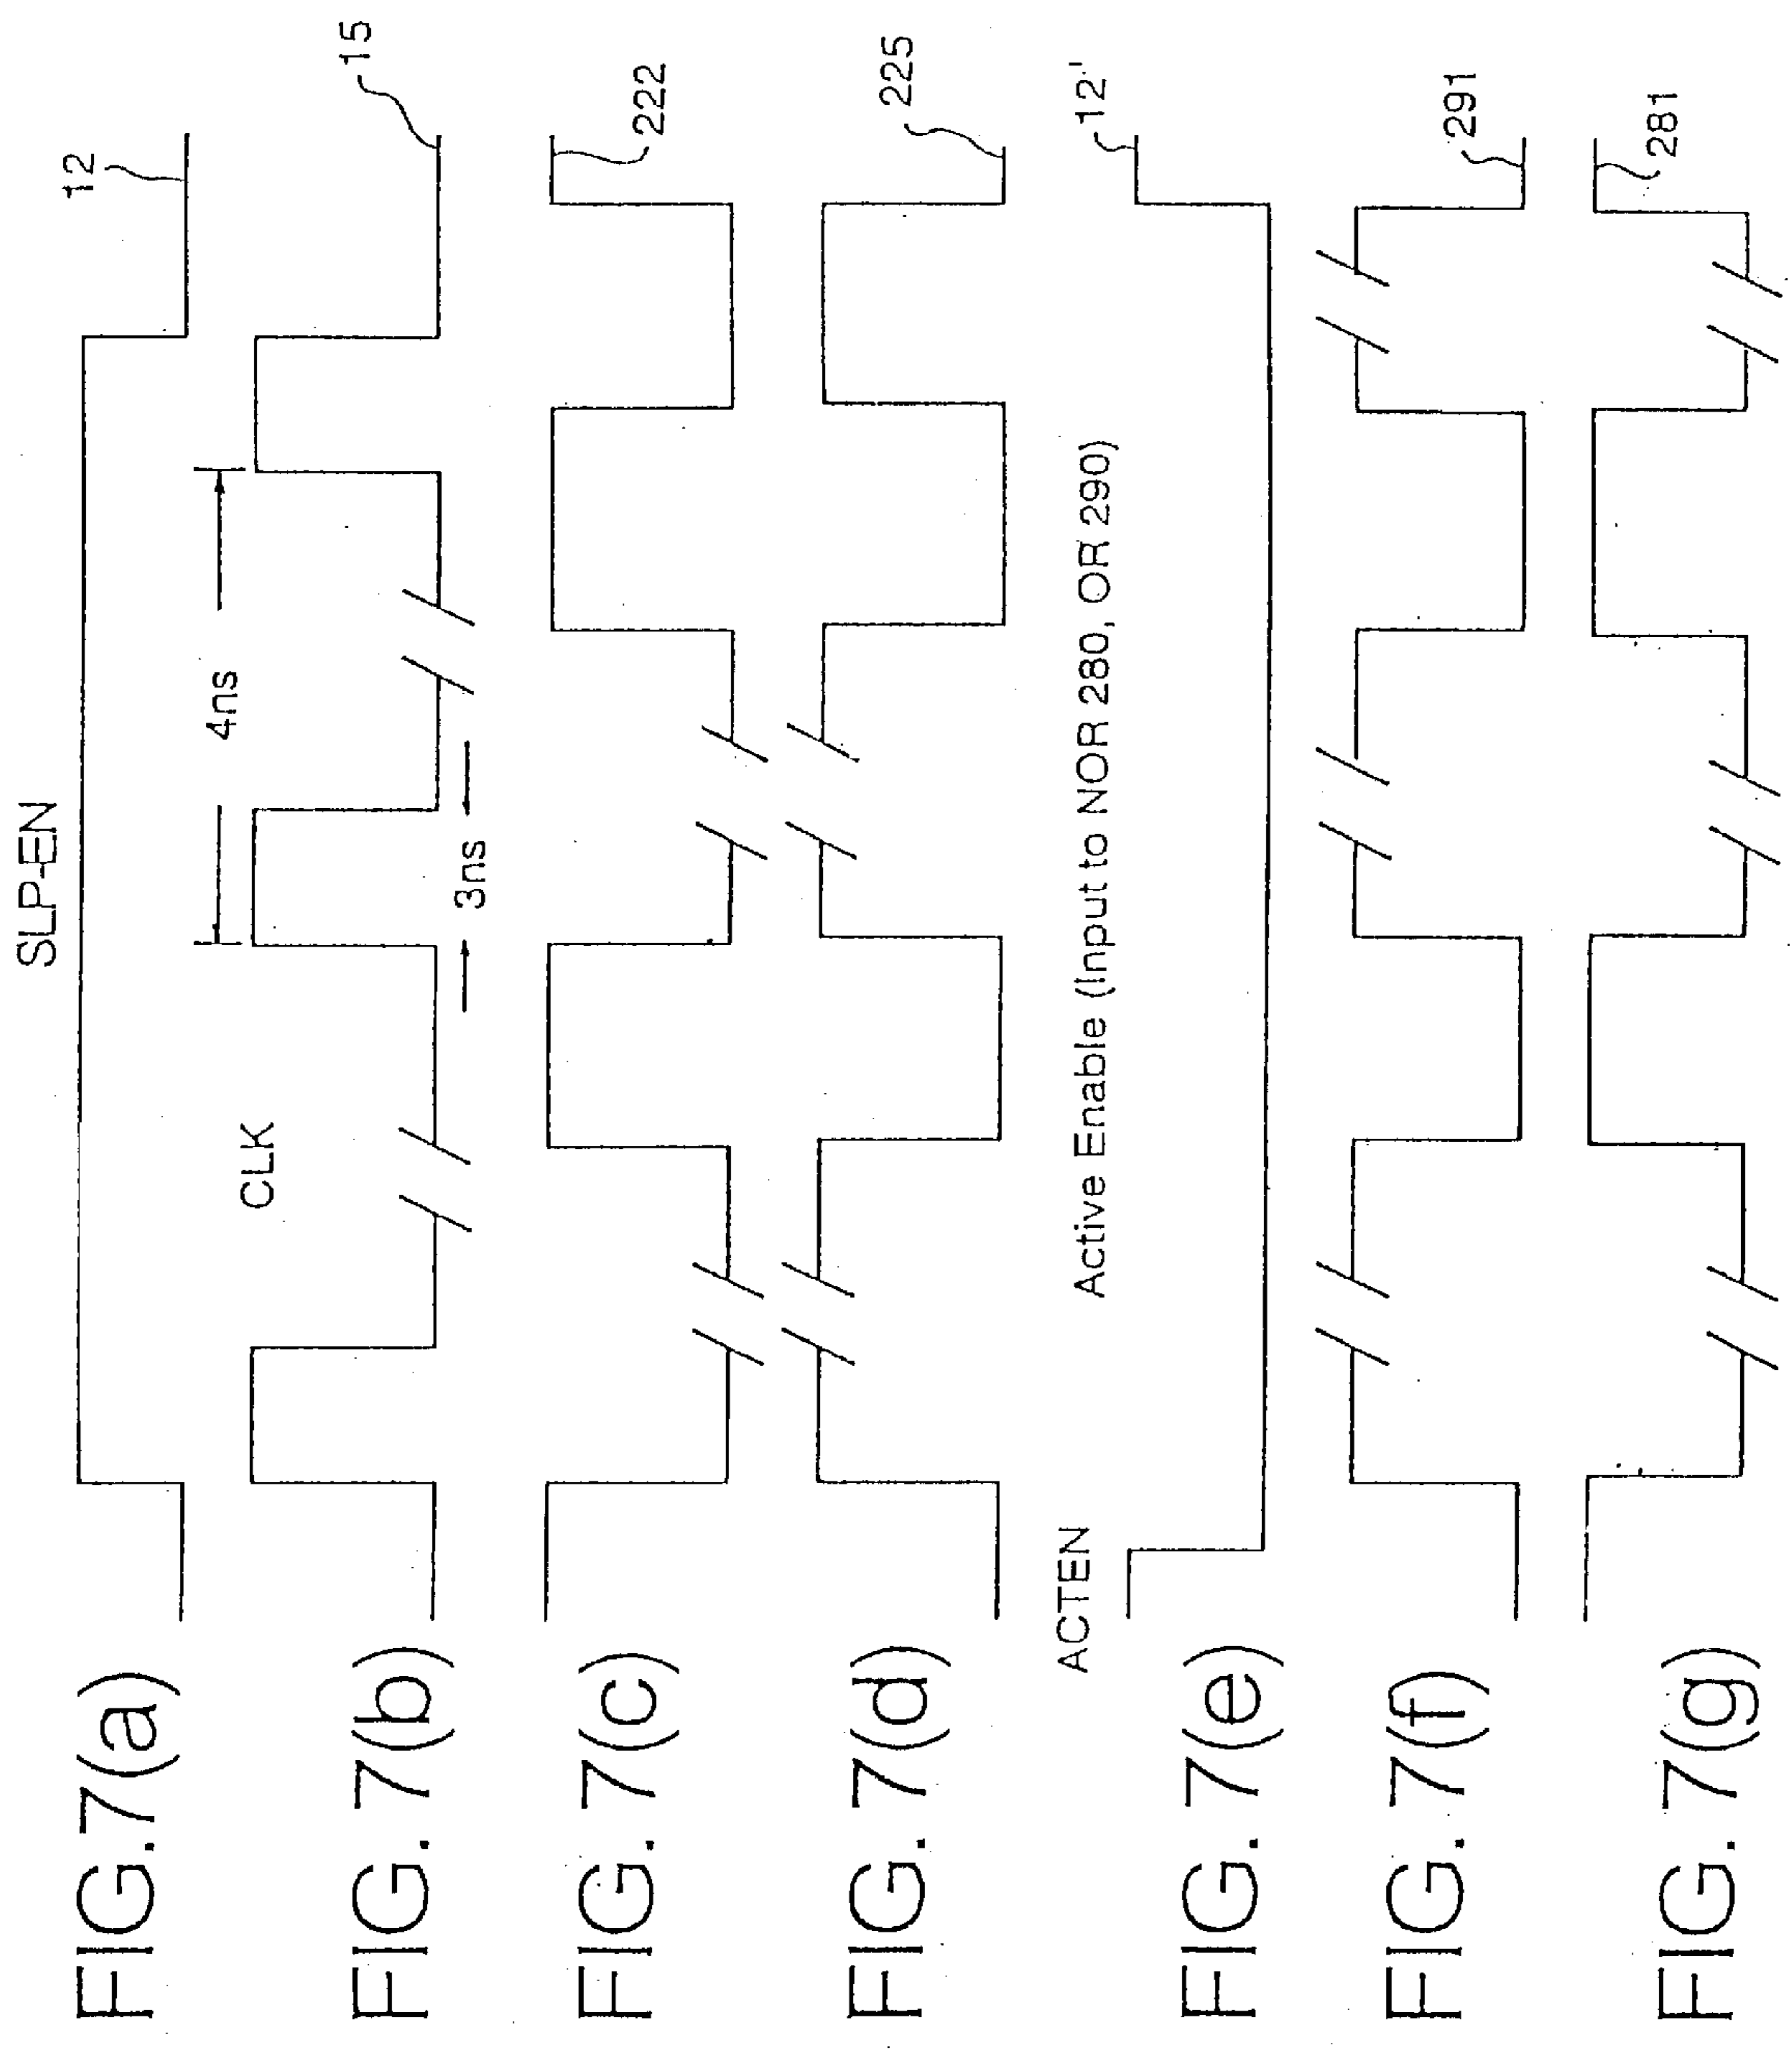 SLP-EN
12
FIG.7(a)
4ns
CLK
15
3ns
FIG. 7(b)
222
FIG. 7(c)
225
FIG. 7(d)
ACTEN
Active Enable (Input to NOR 280, OR 290)
12'
FIG. 7(e)
291
FIG. 7(f)
281
FIG. 7(g)